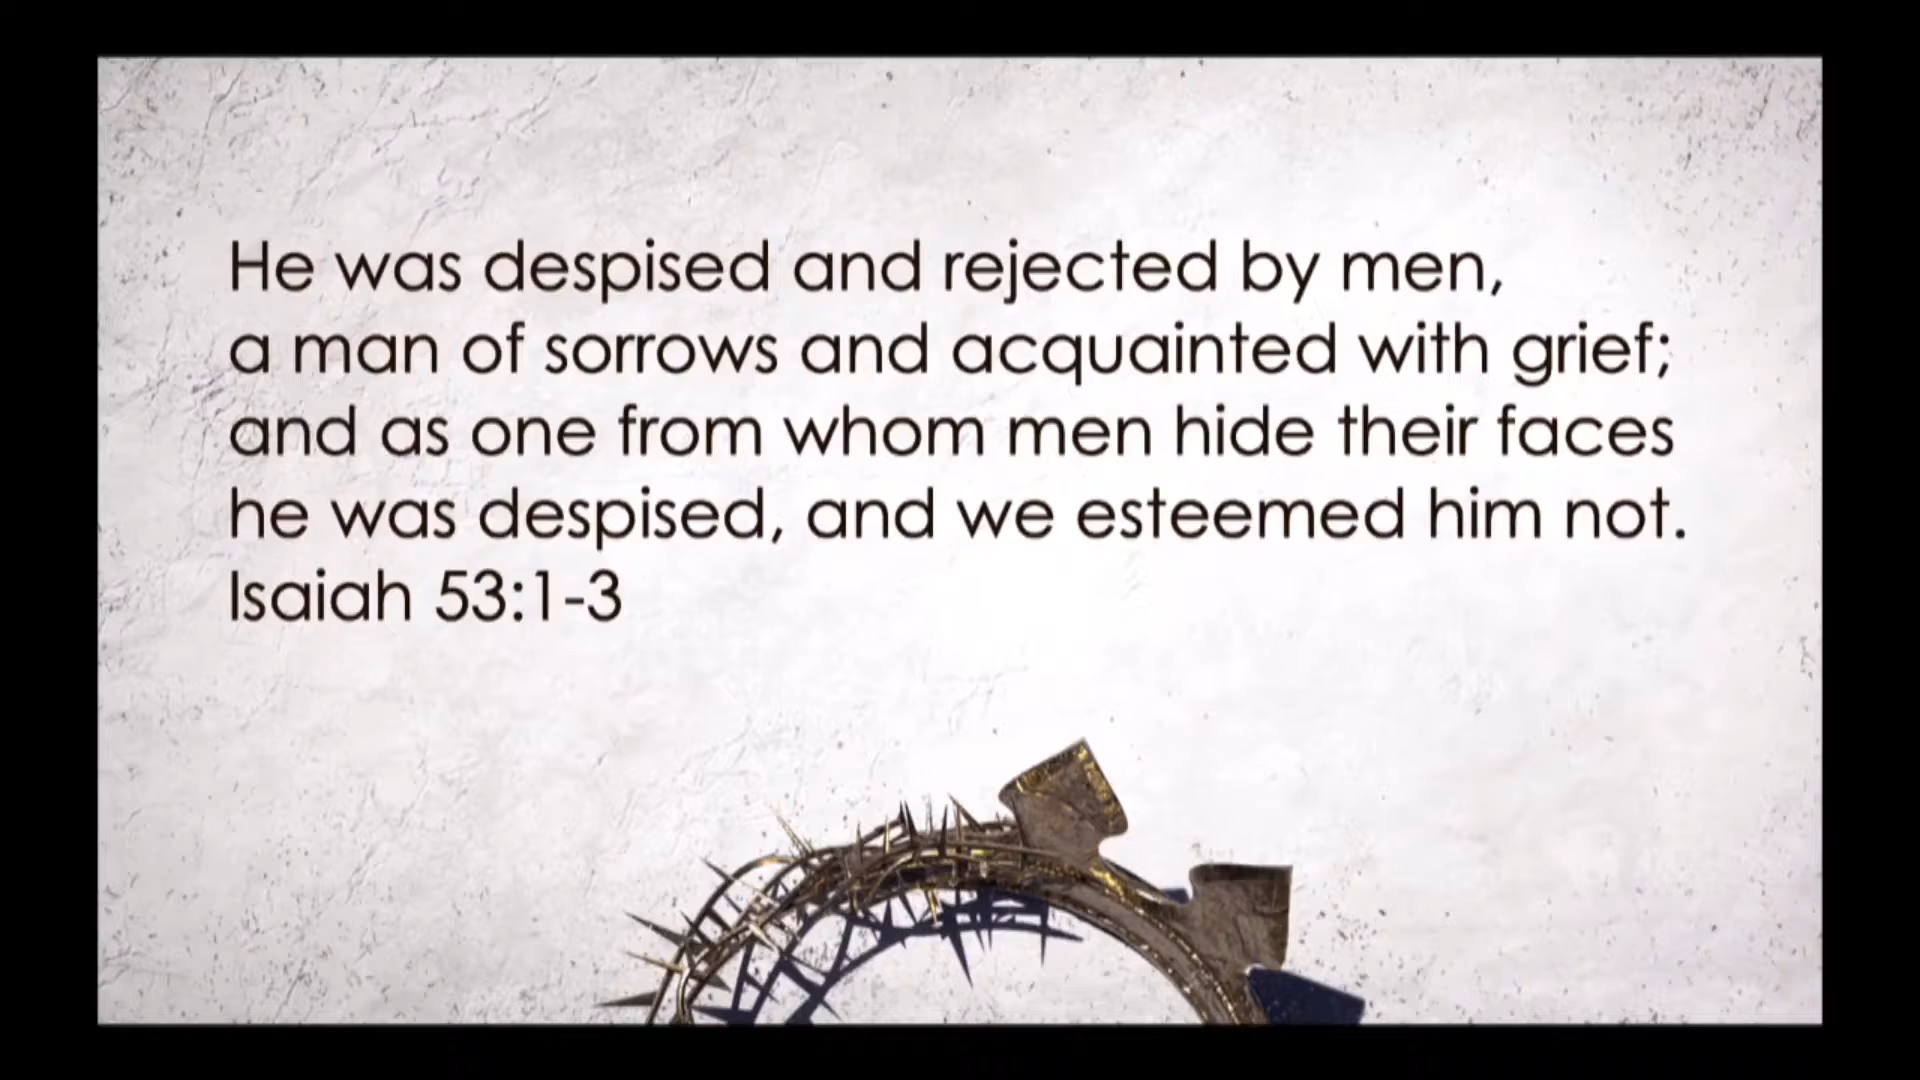 He was despised and rejected by men,
a man of sorrows and acquainted with grief;
and as one from whom men hide their faces
he was despised, and we esteemed him not.
Isaiah 53:1-3